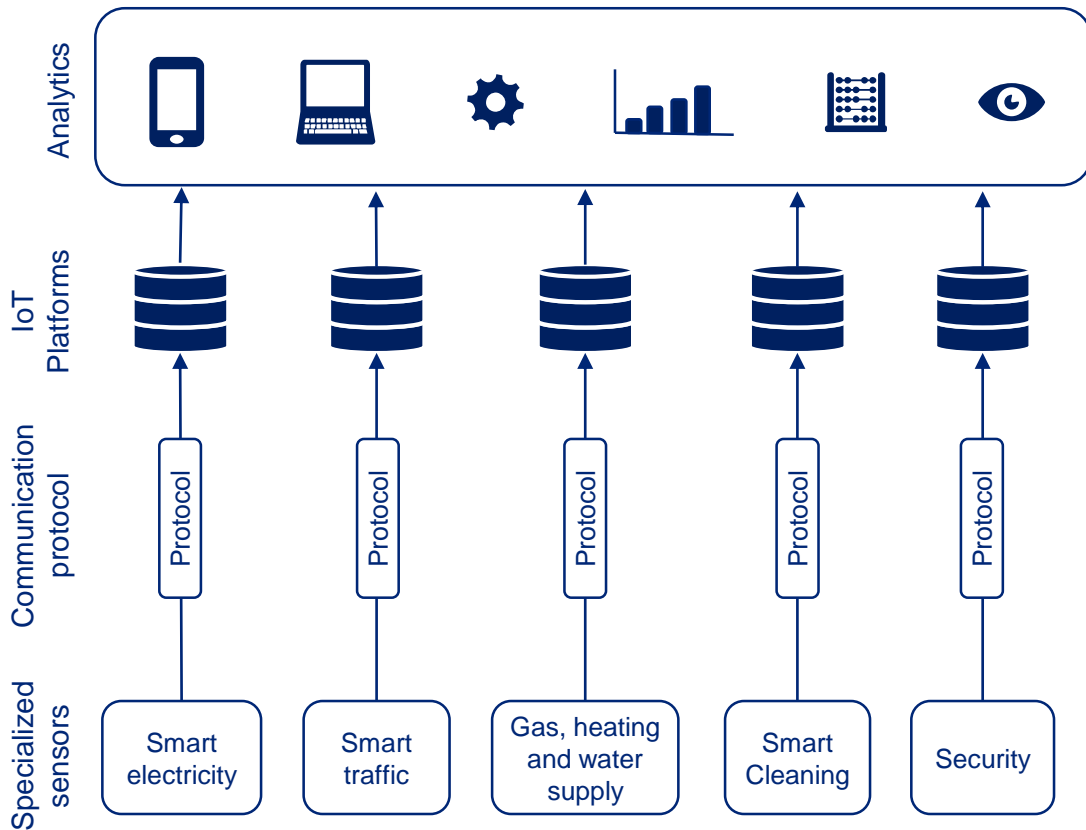 Analytics
IoT
Platforms
Communication
protocol
Protocol
Protocol
Protocol
Protocol
Protocol
Specialized
sensors
Smart
electricity
Smart
traffic
Gas, heating
and water
supply
Smart
Cleaning
Security